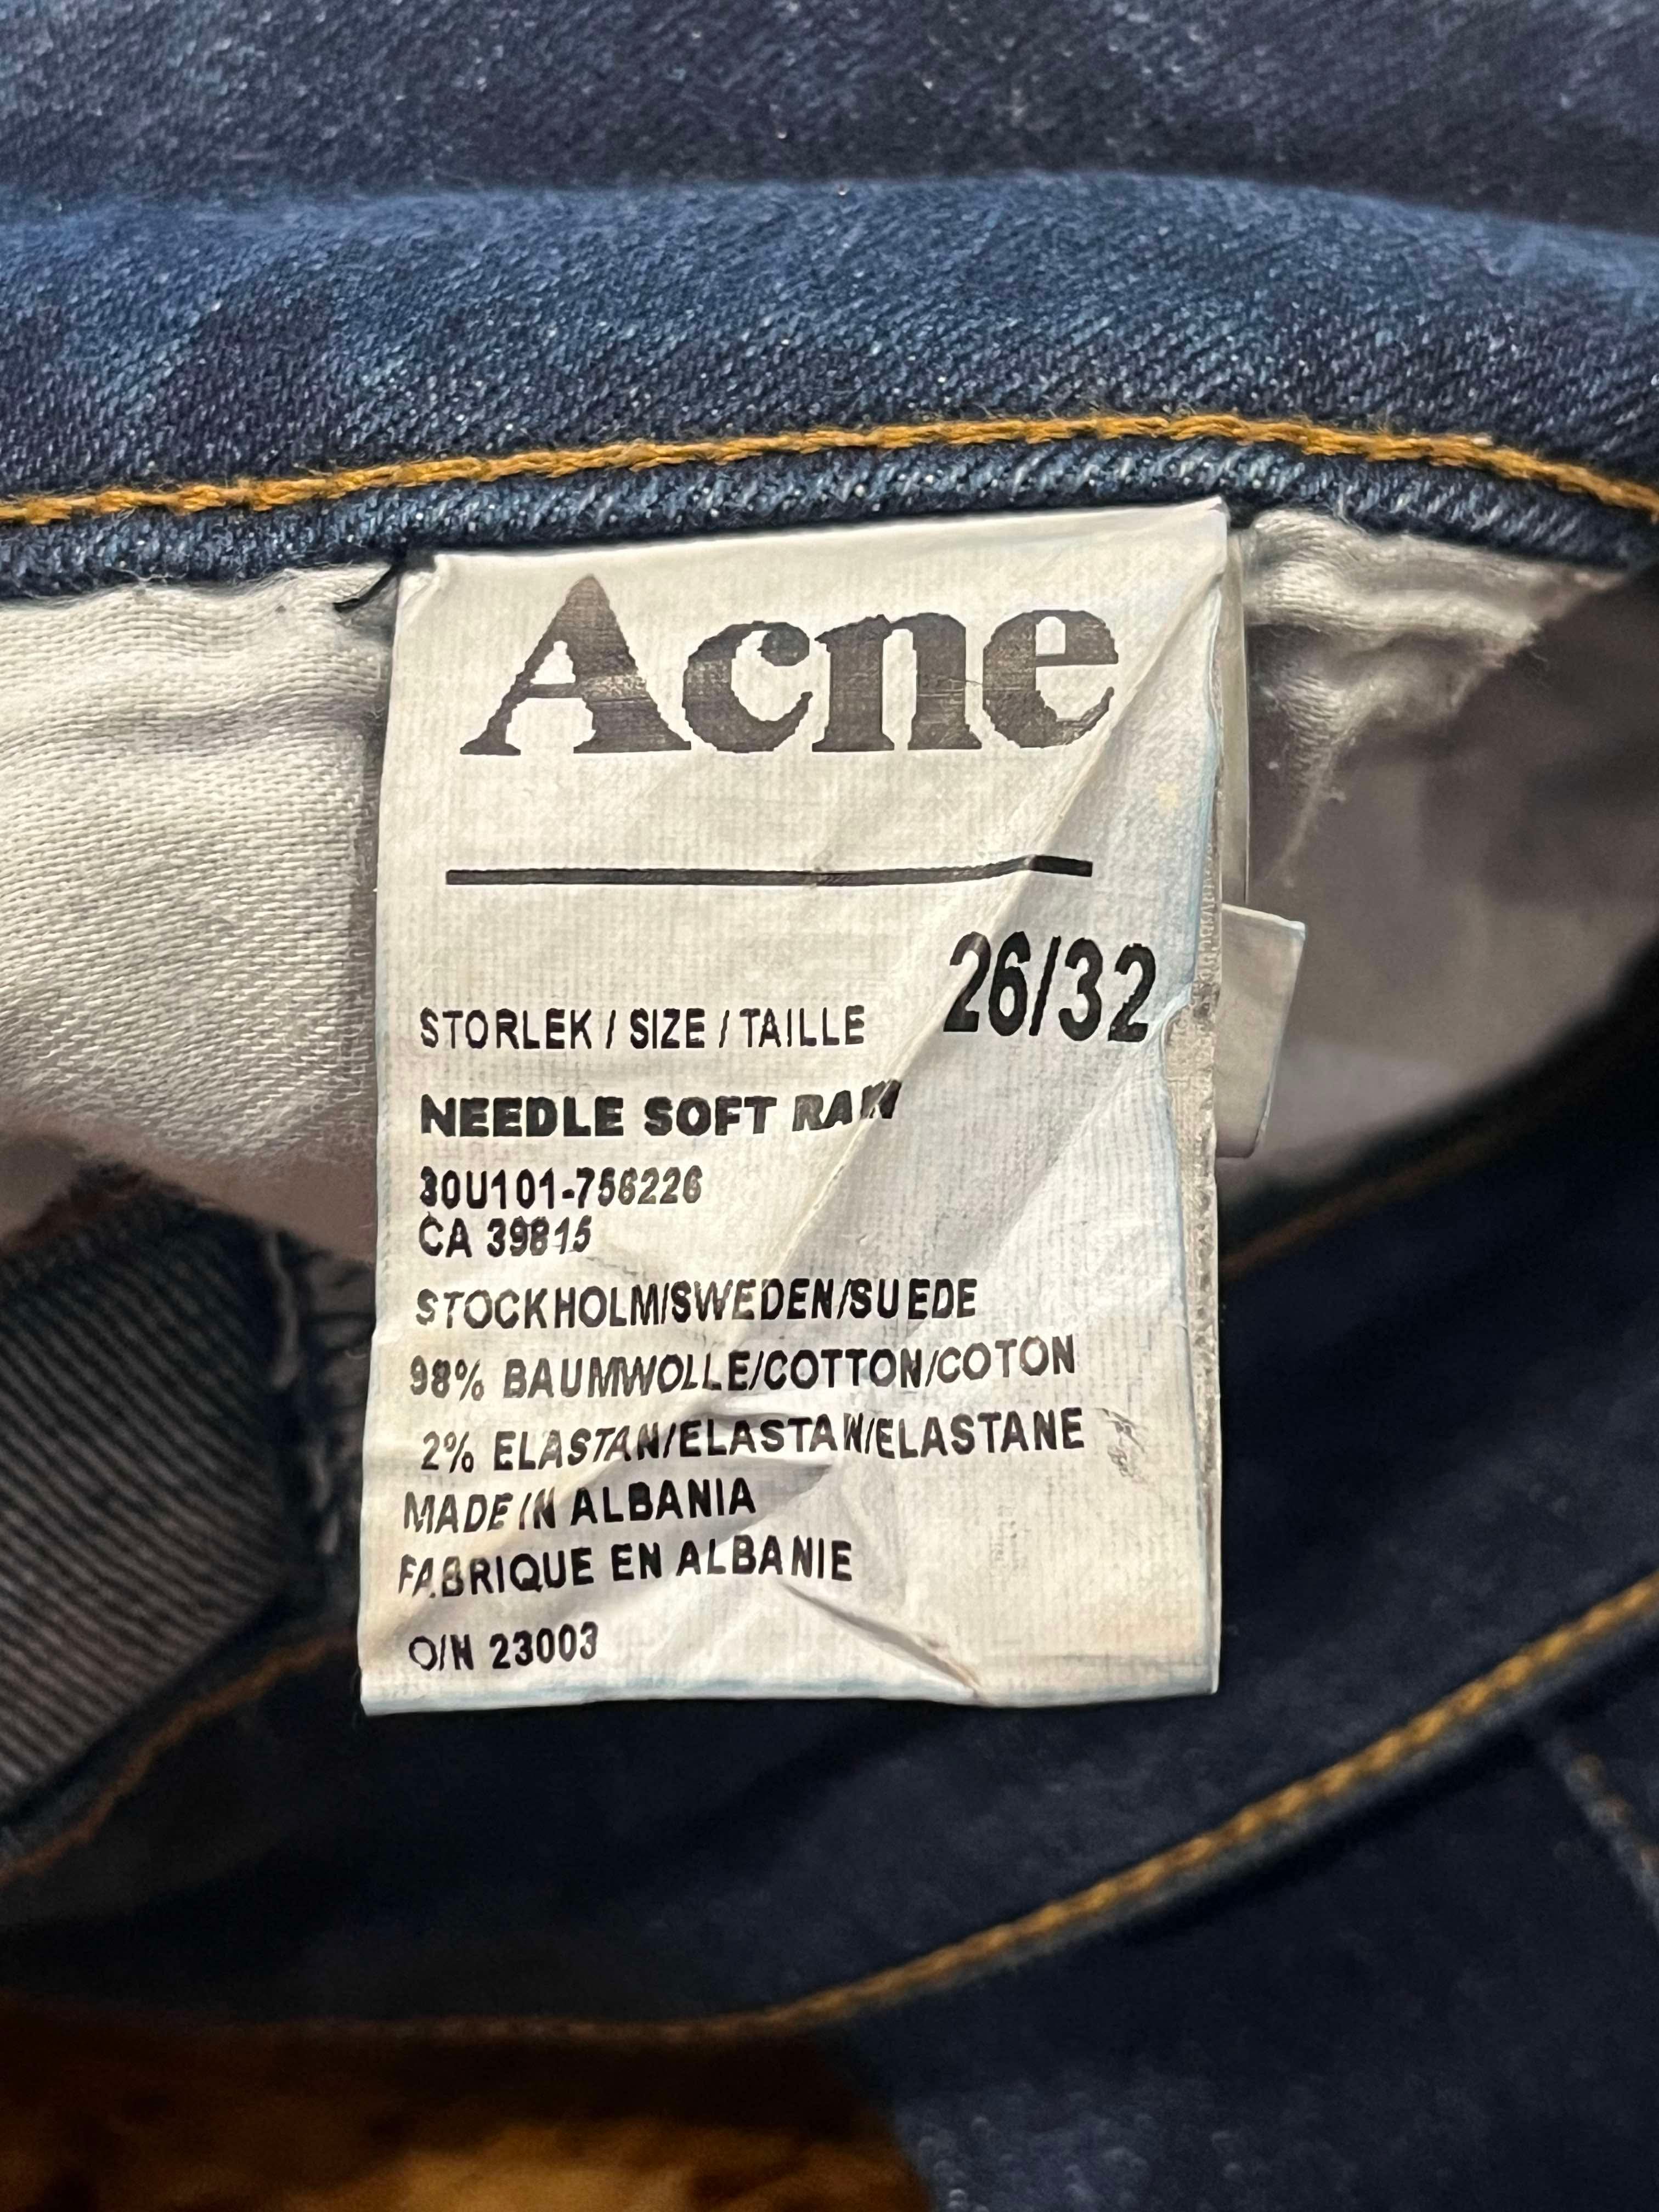 Acne
STORLEK / SIZE / TAILLE 26/32
NEEDLE SOFT RAW
30U101-756226
CA 39815
STOCKHOLM/SWEDEN/SUEDE
98% BAUMWOLLE/COTTON/COTON
2% ELASTAN/ELASTAN/ELASTANE
MADE IN ALBANIA
FABRIQUE EN ALBANIE
O/N 23003